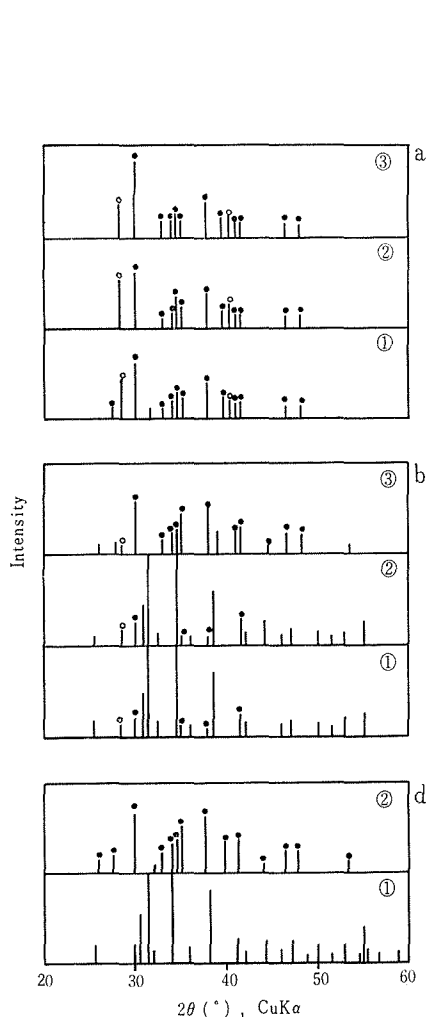 a
③
②
①
b
③
②
①
Intensity
d
②
①
20 30 40 50 60
2θ (°) , CuKα